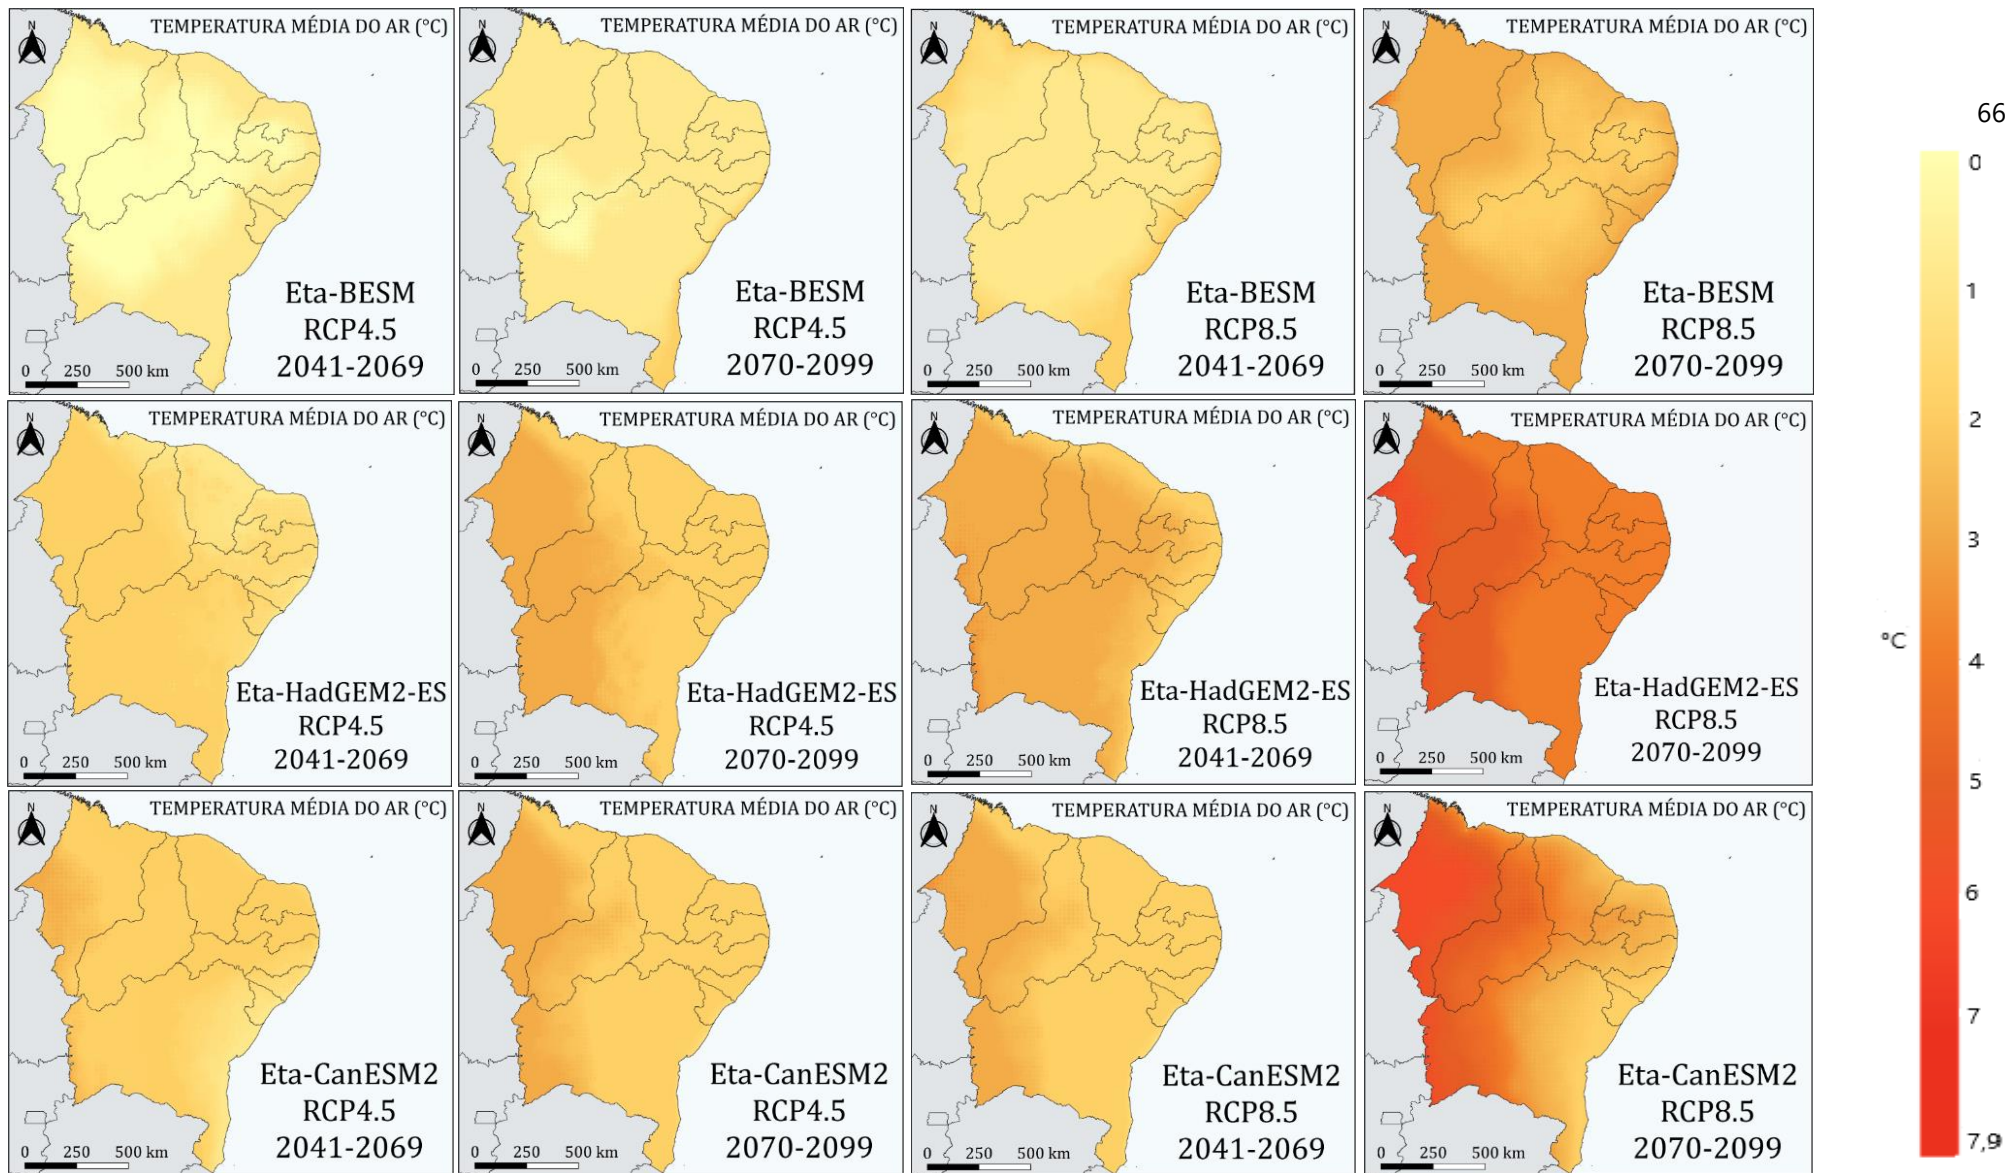 66
N
TEMPERATURA MÉDIA DO AR (°C)
Eta-BESM
RCP4.5
2041-2069
0 250 500 km
N
TEMPERATURA MÉDIA DO AR (°C)
Eta-BESM
RCP4.5
2070-2099
0 250 500 km
N
TEMPERATURA MÉDIA DO AR (°C)
Eta-BESM
RCP8.5
2041-2069
0 250 500 km
N
TEMPERATURA MÉDIA DO AR (°C)
Eta-BESM
RCP8.5
2070-2099
0 250 500 km
N
TEMPERATURA MÉDIA DO AR (°C)
Eta-HadGEM2-ES
RCP4.5
2041-2069
0 250 500 km
N
TEMPERATURA MÉDIA DO AR (°C)
Eta-HadGEM2-ES
RCP4.5
2070-2099
0 250 500 km
N
TEMPERATURA MÉDIA DO AR (°C)
Eta-HadGEM2-ES
RCP8.5
2041-2069
0 250 500 km
N
TEMPERATURA MÉDIA DO AR (°C)
Eta-HadGEM2-ES
RCP8.5
2070-2099
0 250 500 km
N
TEMPERATURA MÉDIA DO AR (°C)
Eta-CanESM2
RCP4.5
2041-2069
0 250 500 km
N
TEMPERATURA MÉDIA DO AR (°C)
Eta-CanESM2
RCP4.5
2070-2099
0 250 500 km
N
TEMPERATURA MÉDIA DO AR (°C)
Eta-CanESM2
RCP8.5
2041-2069
0 250 500 km
N
TEMPERATURA MÉDIA DO AR (°C)
Eta-CanESM2
RCP8.5
2070-2099
0 250 500 km
0
1
2
3
°C
4
5
6
7
7,9